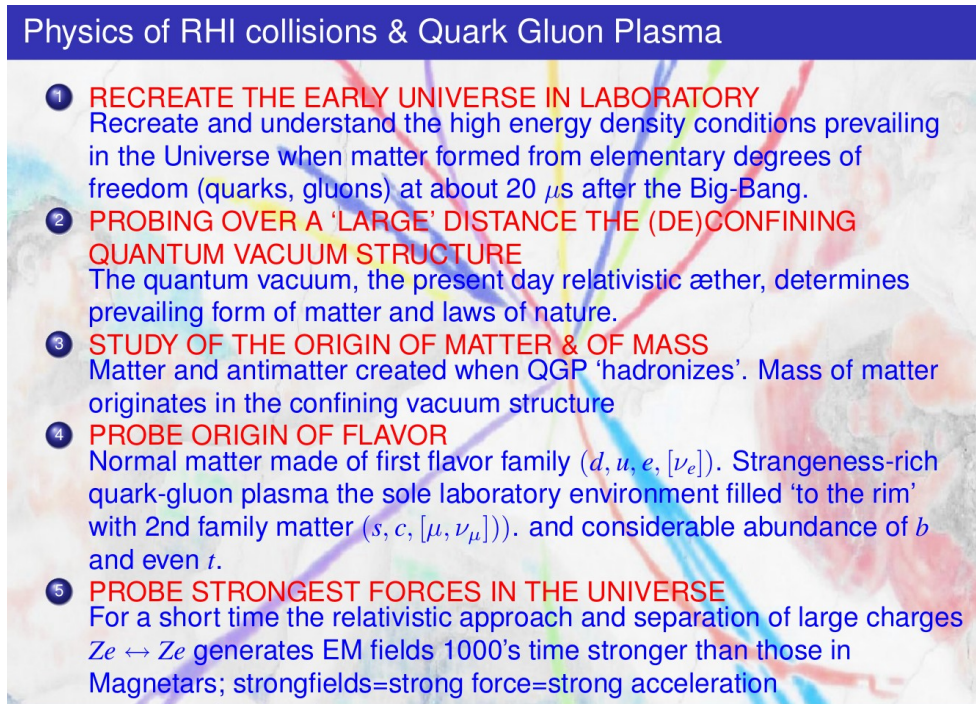 Physics of RHI collisions & Quark Gluon Plasma
1 RECREATE THE EARLY UNIVERSE IN LABORATORY
Recreate and understand the high energy density conditions prevailing
in the Universe when matter formed from elementary degrees of
freedom (quarks, gluons) at about 20 μs after the Big-Bang.
2 PROBING OVER A ‘LARGE’ DISTANCE THE (DE)CONFINING
QUANTUM VACUUM STRUCTURE
The quantum vacuum, the present day relativistic æther, determines
prevailing form of matter and laws of nature.
3 STUDY OF THE ORIGIN OF MATTER & OF MASS
Matter and antimatter created when QGP ‘hadronizes’. Mass of matter
originates in the confining vacuum structure
4 PROBE ORIGIN OF FLAVOR
Normal matter made of first flavor family (d, u, e, [νₑ]). Strangeness-rich
quark-gluon plasma the sole laboratory environment filled ‘to the rim’
with 2nd family matter (s, c, [μ, ν_μ])). and considerable abundance of b
and even t.
5 PROBE STRONGEST FORCES IN THE UNIVERSE
For a short time the relativistic approach and separation of large charges
Ze ↔ Ze generates EM fields 1000’s time stronger than those in
Magnetars; strongfields=strong force=strong acceleration